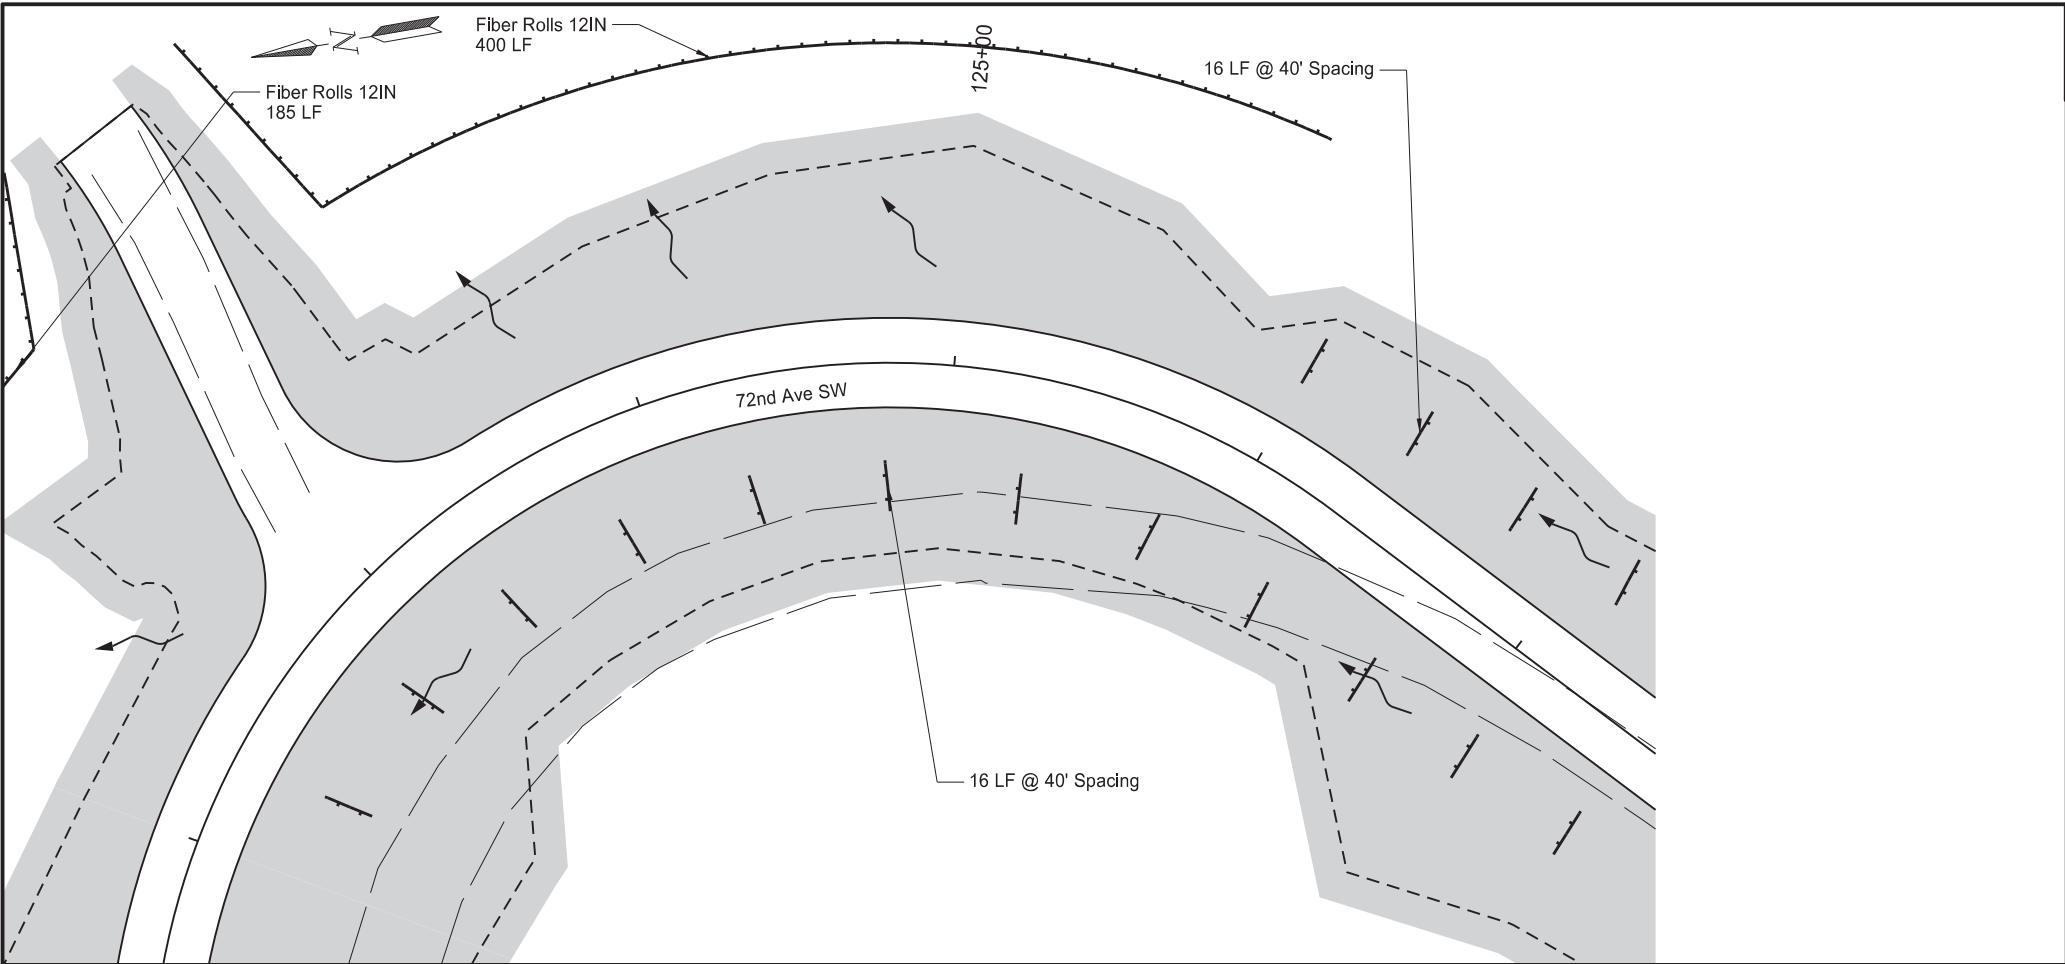 N
Fiber Rolls 12IN
400 LF
125+00
16 LF @ 40' Spacing
Fiber Rolls 12IN
185 LF
72nd Ave SW
16 LF @ 40' Spacing